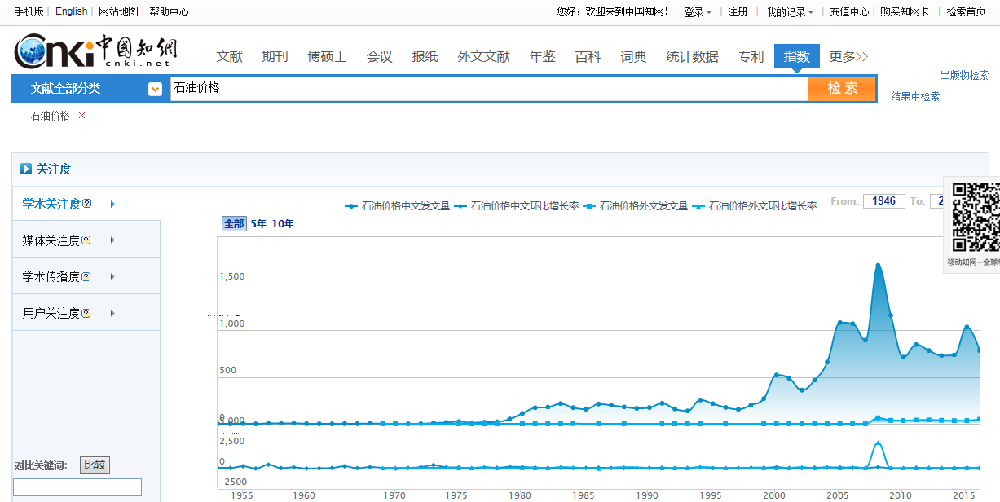 手机版 | English | 网站地图 | 帮助中心
您好，欢迎来到中国知网！ 登录 | 注册 | 我的记录 | 充值中心 | 购买知网卡 | 检索首页
Cnki 中國知網
cnki.net
文献 期刊 博硕士 会议 报纸 外文文献 年鉴 百科 词典 统计数据 专利 指数 更多>>
文献全部分类 石油价格 检 索
出版物检索
结果中检索
石油价格 ×
关注度
学术关注度
媒体关注度
学术传播度
用户关注度
石油价格中文发文量 石油价格中文环比增长率 石油价格外文发文量 石油价格外文环比增长率
From: 1946 To: 2
全部 5年 10年
移动知网--全球
1,500
1,000
500
0
2,500
0
−2500
1955 1960 1970 1975 1980 1985 1990 1995 2000 2005 2010 2015
对比关键词: 比较